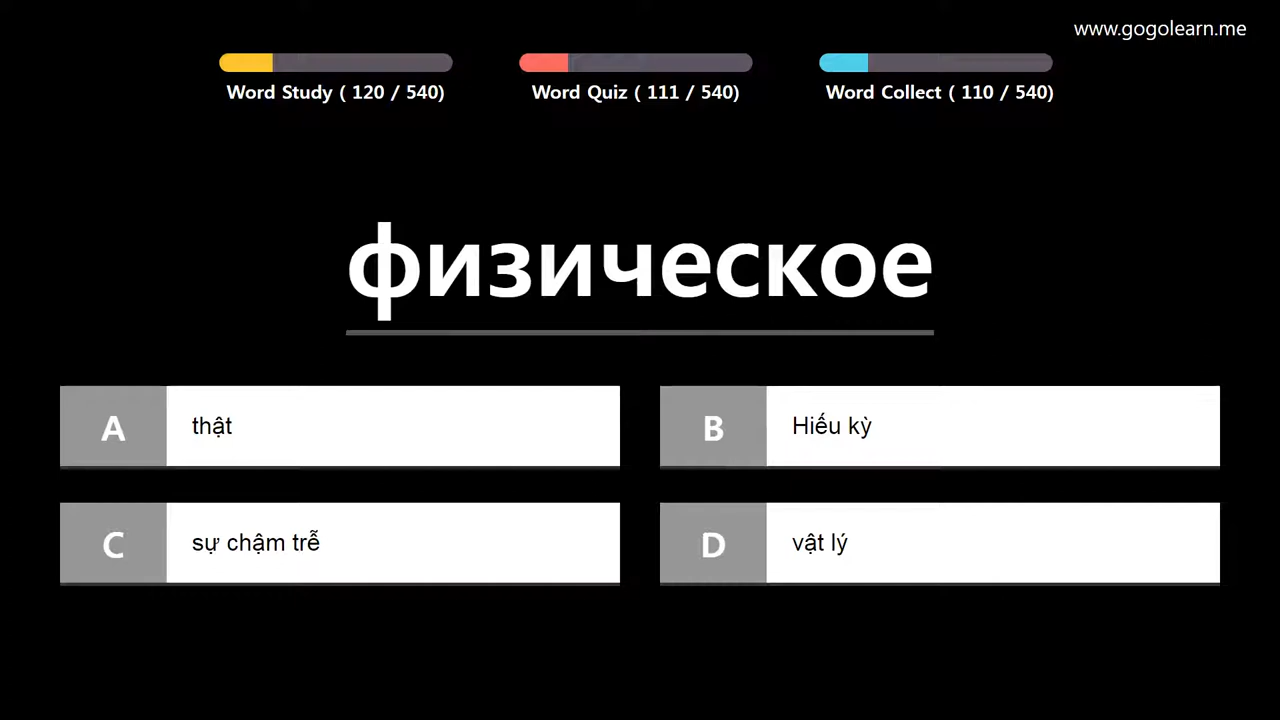 www.gogolearn.me
Word Study ( 120 / 540)
Word Quiz ( 111 / 540)
Word Collect ( 110 / 540)
физическое
A
thật
B
Hiếu kỳ
C
sự chậm trễ
D
vật lý